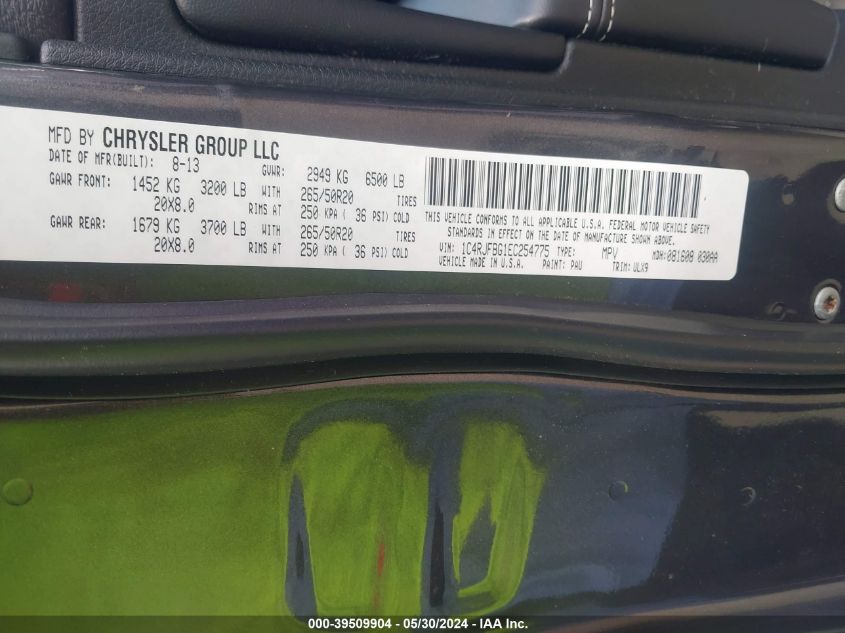 MFD BY CHRYSLER GROUP LLC
DATE OF MFR(BUILT): 8-13 GVWR: 2949 KG 6500 LB
GAWR FRONT: 1452 KG 3200 LB WITH 265/50R20 TIRES
20X8.0 RIMS AT 250 KPA ( 36 PSI) COLD
GAWR REAR: 1679 KG 3700 LB WITH 265/50R20 TIRES
20X8.0 RIMS AT 250 KPA ( 36 PSI) COLD
THIS VEHICLE CONFORMS TO ALL APPLICABLE U.S.A. FEDERAL MOTOR VEHICLE SAFETY
STANDARDS IN EFFECT ON THE DATE OF MANUFACTURE SHOWN ABOVE.
VIN: 1C4RJFBG1EC254775 TYPE: MPV MDH: 081608 030AA
VEHICLE MADE IN U.S.A. PAINT: PAU TRIM: ULX9
000-39509904 - 05/30/2024 - IAA Inc.